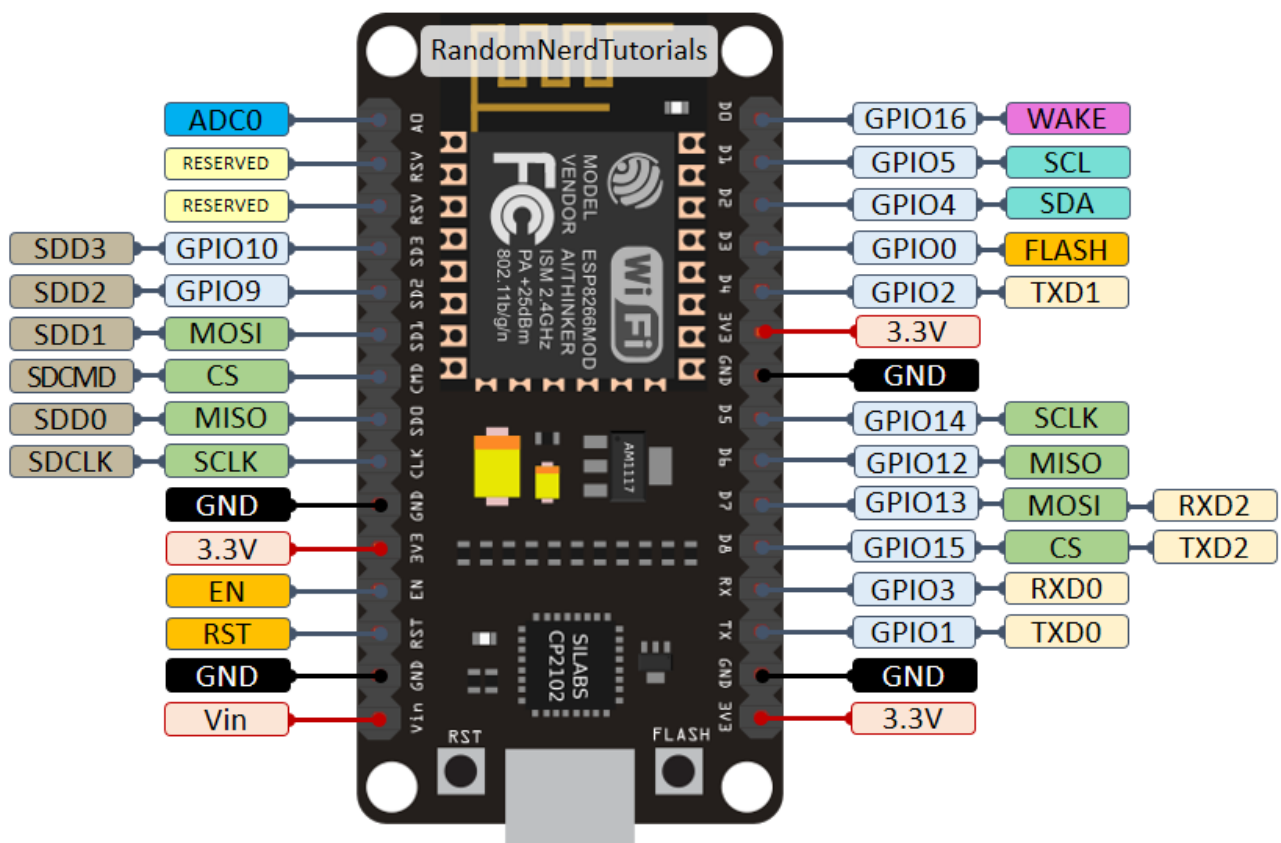 RandomNerdTutorials
ADC0
RESERVED
RESERVED
SDD3 GPIO10
SDD2 GPIO9
SDD1 MOSI
SDCMD CS
SDD0 MISO
SDCLK SCLK
GND
3.3V
EN
RST
GND
Vin
A0
RSV
RSV
SD3
SD2
SD1
CMD
SD0
CLK
GND
3V3
EN
RST
GND
Vin
FC
MODEL
VENDOR
ESP8266MOD
AI/THINKER
ISM 2.4GHz
PA +25dBm
802.11b/g/n
Wi Fi
AM1117
SILABS
CP2102
RST
FLASH
D0
D1
D2
D3
D4
3V3
GND
D5
D6
D7
D8
RX
TX
GND
3V3
GPIO16 WAKE
GPIO5 SCL
GPIO4 SDA
GPIO0 FLASH
GPIO2 TXD1
3.3V
GND
GPIO14 SCLK
GPIO12 MISO
GPIO13 MOSI RXD2
GPIO15 CS TXD2
GPIO3 RXD0
GPIO1 TXD0
GND
3.3V